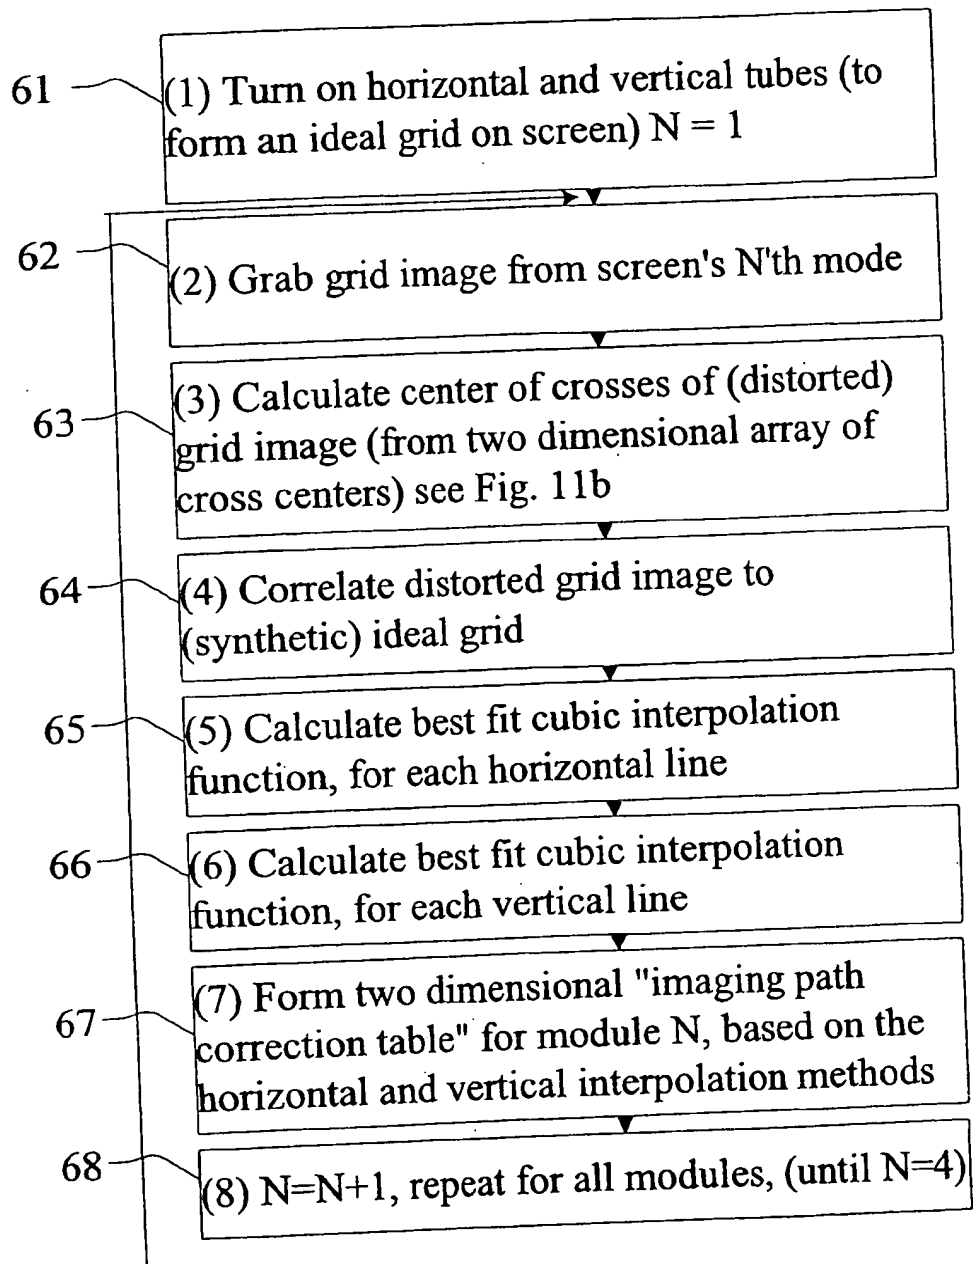 61
(1) Turn on horizontal and vertical tubes (to
form an ideal grid on screen) N = 1
62
(2) Grab grid image from screen's N'th mode
63
(3) Calculate center of crosses of (distorted)
grid image (from two dimensional array of
cross centers) see Fig. 11b
64
(4) Correlate distorted grid image to
(synthetic) ideal grid
65
(5) Calculate best fit cubic interpolation
function, for each horizontal line
66
(6) Calculate best fit cubic interpolation
function, for each vertical line
67
(7) Form two dimensional "imaging path
correction table" for module N, based on the
horizontal and vertical interpolation methods
68
(8) N=N+1, repeat for all modules, (until N=4)